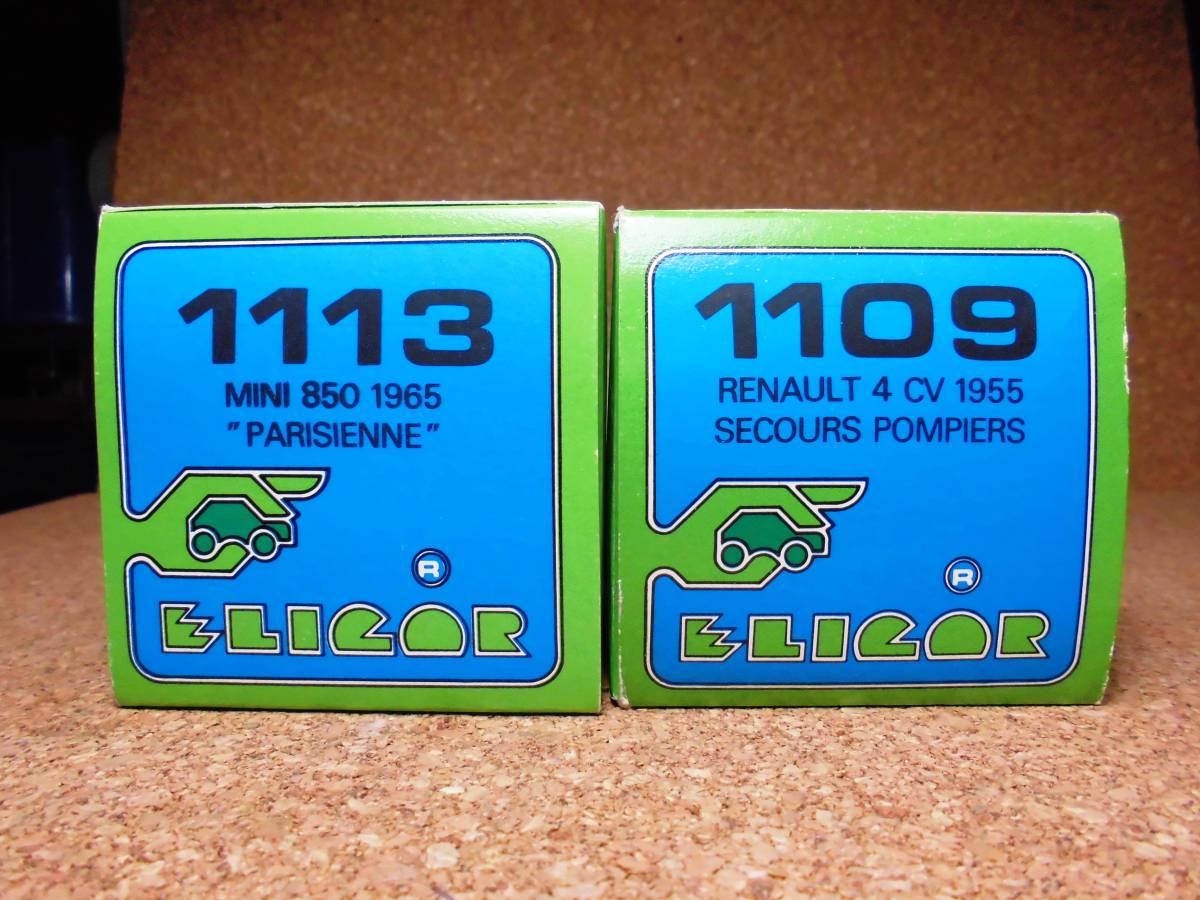 1113
MINI 850 1965
"PARISIENNE"
®
ELIGOR
1109
RENAULT 4 CV 1955
SECOURS POMPIERS
®
ELIGOR